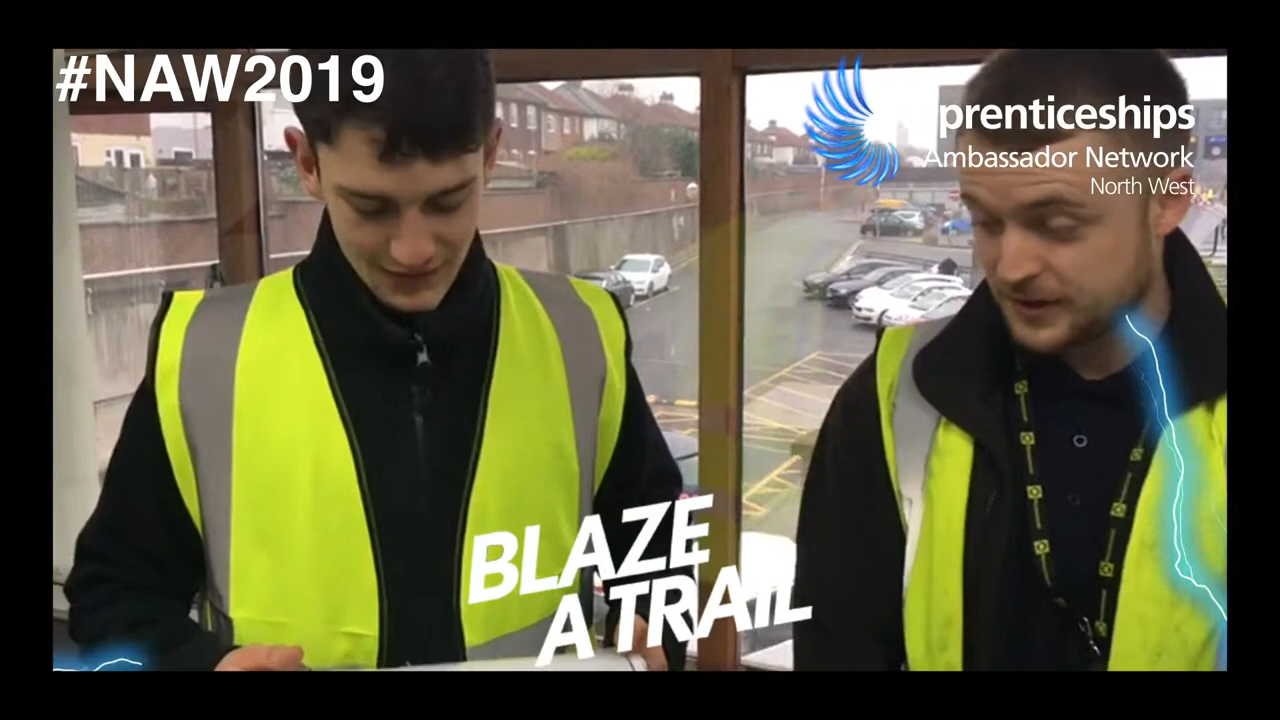 #NAW2019
prenticeships
Ambassador Network
North West
BLAZE
A TRAIL